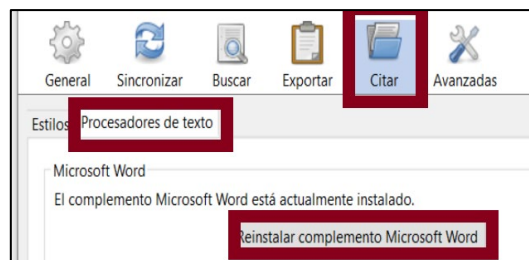 General Sincronizar Buscar Exportar Citar Avanzadas
Estilos Procesadores de texto
Microsoft Word
El complemento Microsoft Word está actualmente instalado.
Reinstalar complemento Microsoft Word